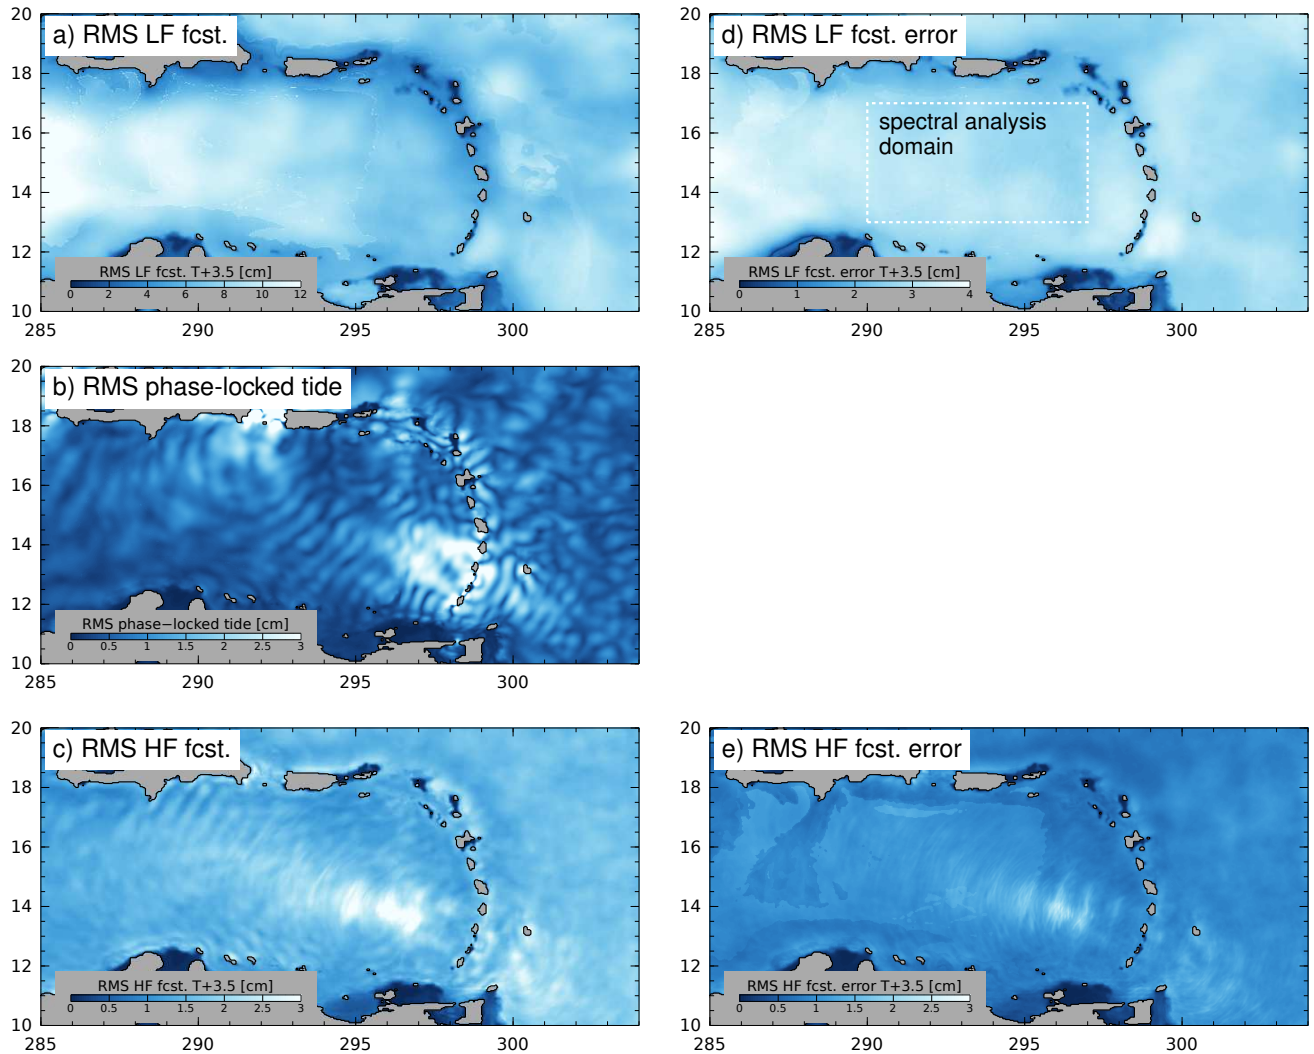 a) RMS LF fcst.
20
18
16
14
12
10
285
290
295
300
RMS LF fcst. T+3.5 [cm]
0 2 4 6 8 10 12
d) RMS LF fcst. error
20
18
16
14
12
10
285
290
295
300
spectral analysis
domain
RMS LF fcst. error T+3.5 [cm]
0 1 2 3 4
b) RMS phase-locked tide
20
18
16
14
12
10
285
290
295
300
RMS phase−locked tide [cm]
0 0.5 1 1.5 2 2.5 3
c) RMS HF fcst.
20
18
16
14
12
10
285
290
295
300
RMS HF fcst. T+3.5 [cm]
0 0.5 1 1.5 2 2.5 3
e) RMS HF fcst. error
20
18
16
14
12
10
285
290
295
300
RMS HF fcst. error T+3.5 [cm]
0 0.5 1 1.5 2 2.5 3